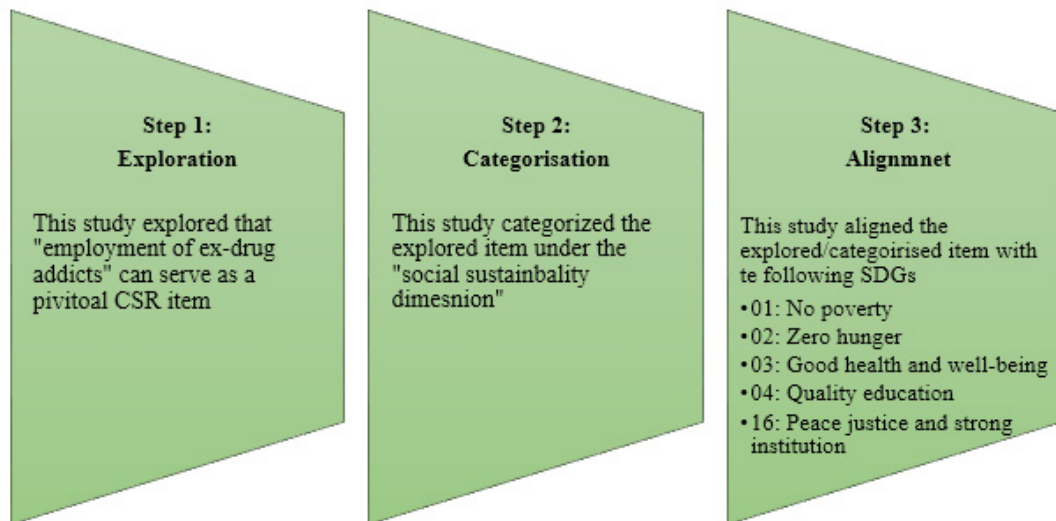 Step 1:
Exploration
This study explored that
"employment of ex-drug
addicts" can serve as a
pivitoal CSR item
Step 2:
Categorisation
This study categorized the
explored item under the
"social sustainbality
dimesnion"
Step 3:
Alignmnet
This study aligned the
explored/categoirised item with
te following SDGs
•01: No poverty
•02: Zero hunger
•03: Good health and well-being
•04: Quality education
•16: Peace justice and strong
institution